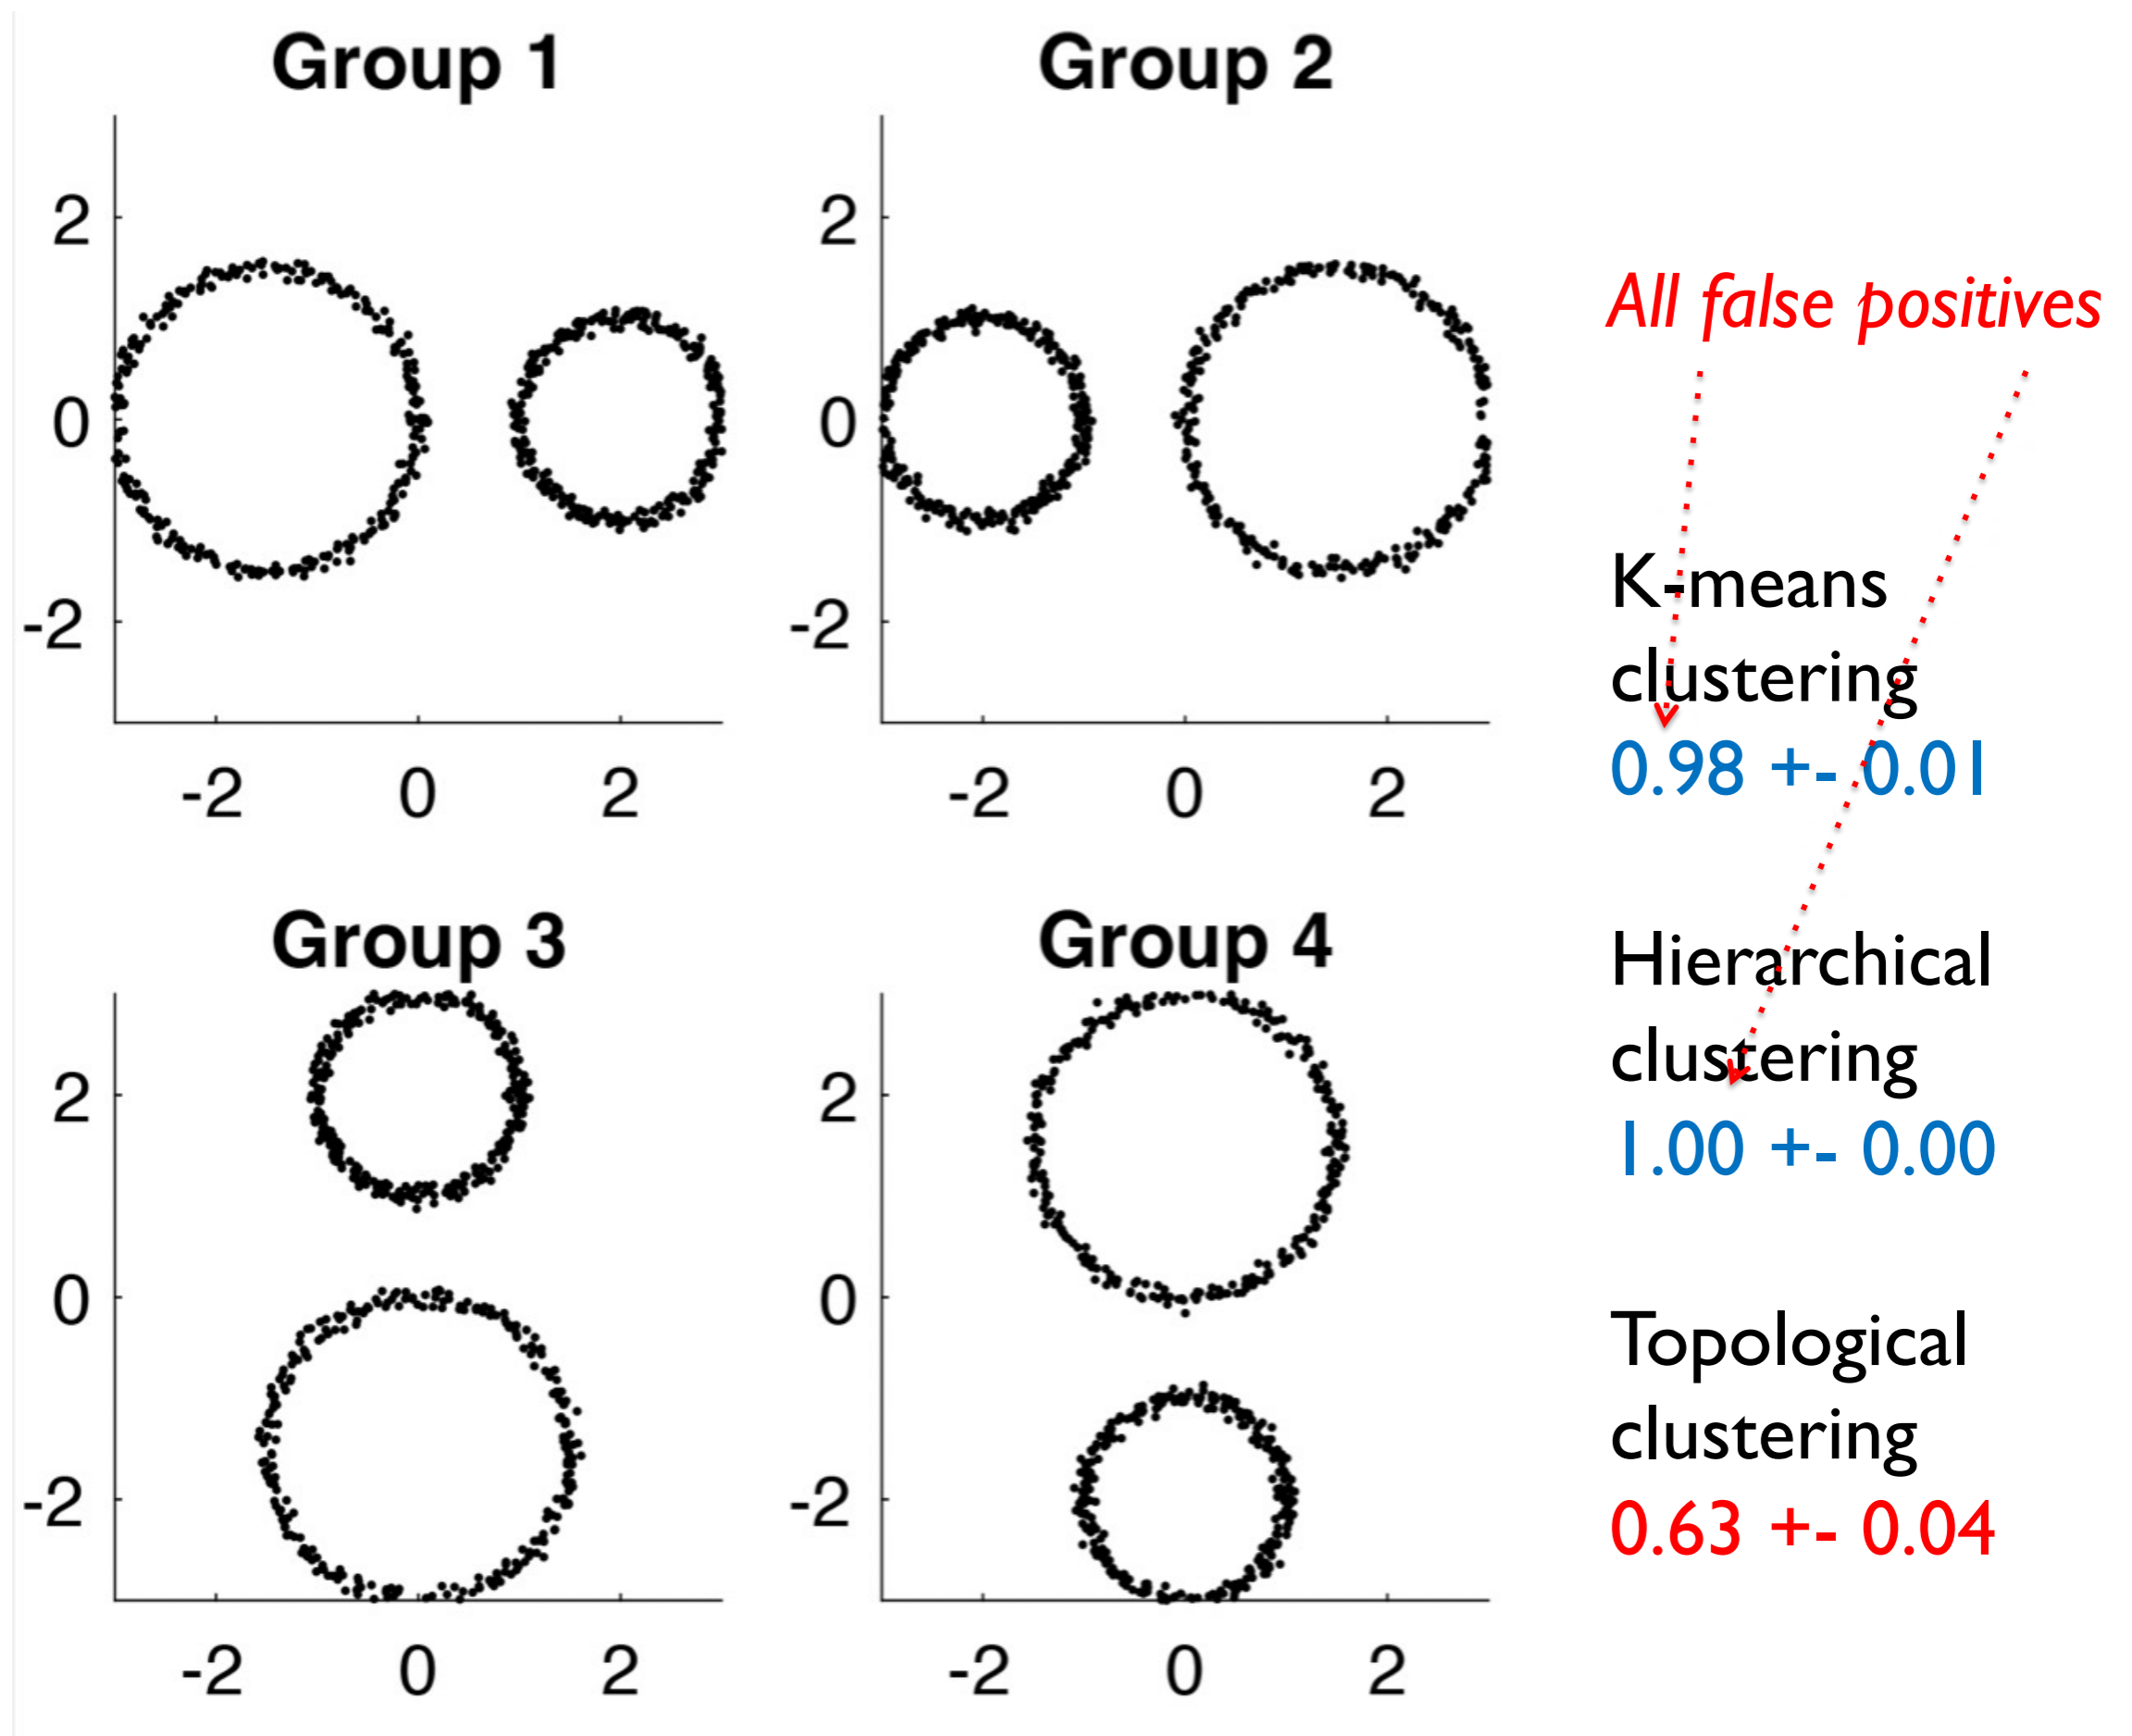 Group 1
2
0
-2
-2 0 2
Group 2
2
0
-2
-2 0 2
Group 3
2
0
-2
-2 0 2
Group 4
2
0
-2
-2 0 2
All false positives
K-means
clustering
0.98 +- 0.01
Hierarchical
clustering
1.00 +- 0.00
Topological
clustering
0.63 +- 0.04